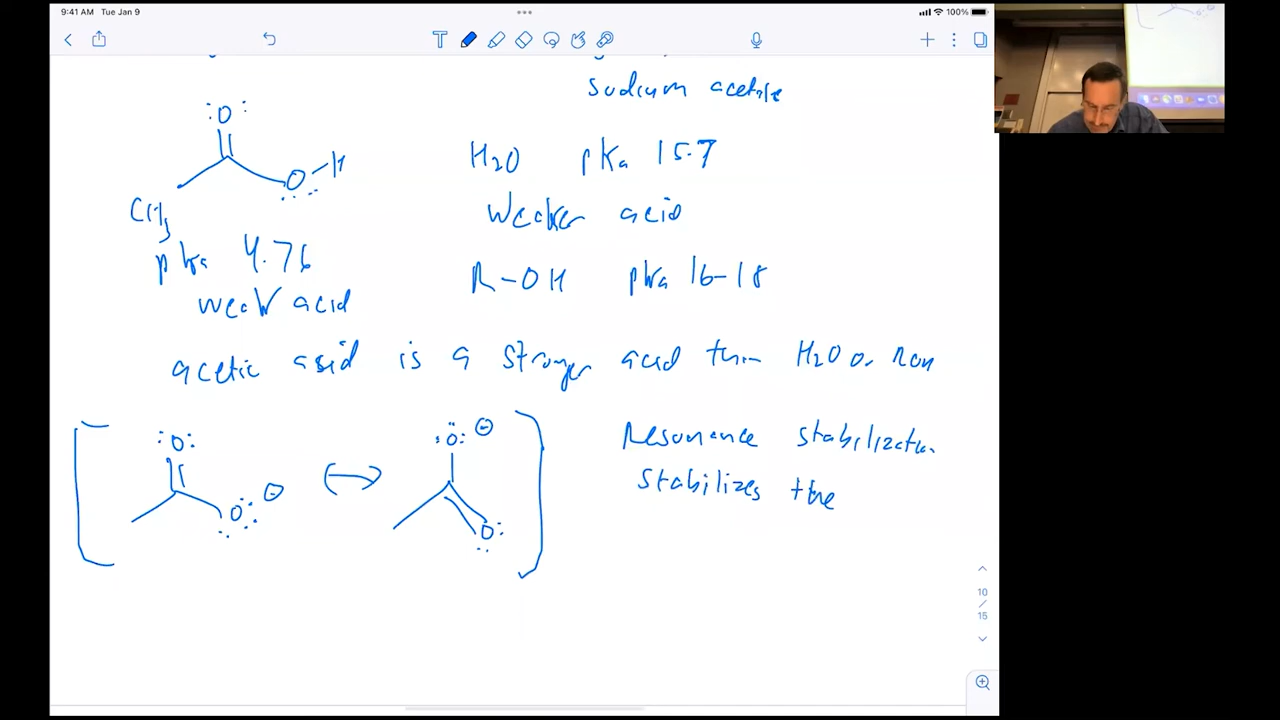 9:41 AM Tue Jan 9
100%
sodium acetate
:O:
O-H
CH3
H2O pKa 15.7
weaker acid
pKa 4.76
weak acid
R-OH pKa 16-18
acetic acid is a stronger acid than H2O or ROH
:O: O: ⊖ ↔ :O: ⊖ O:
Resonance stabilization
stabilizes the
10
/
15